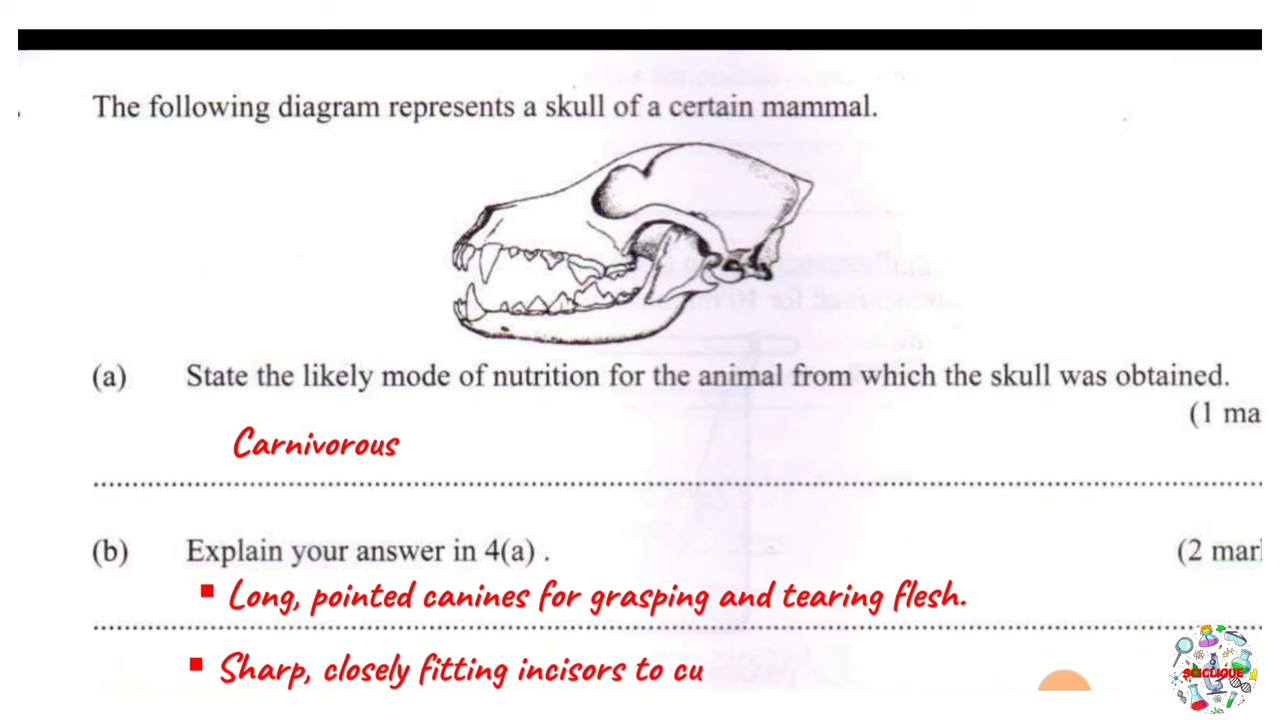 The following diagram represents a skull of a certain mammal.
(a) State the likely mode of nutrition for the animal from which the skull was obtained.
(1 ma
Carnivorous
(b) Explain your answer in 4(a) .
(2 mar
▪ Long, pointed canines for grasping and tearing flesh.
▪ Sharp, closely fitting incisors to cu
SCICLIQUE